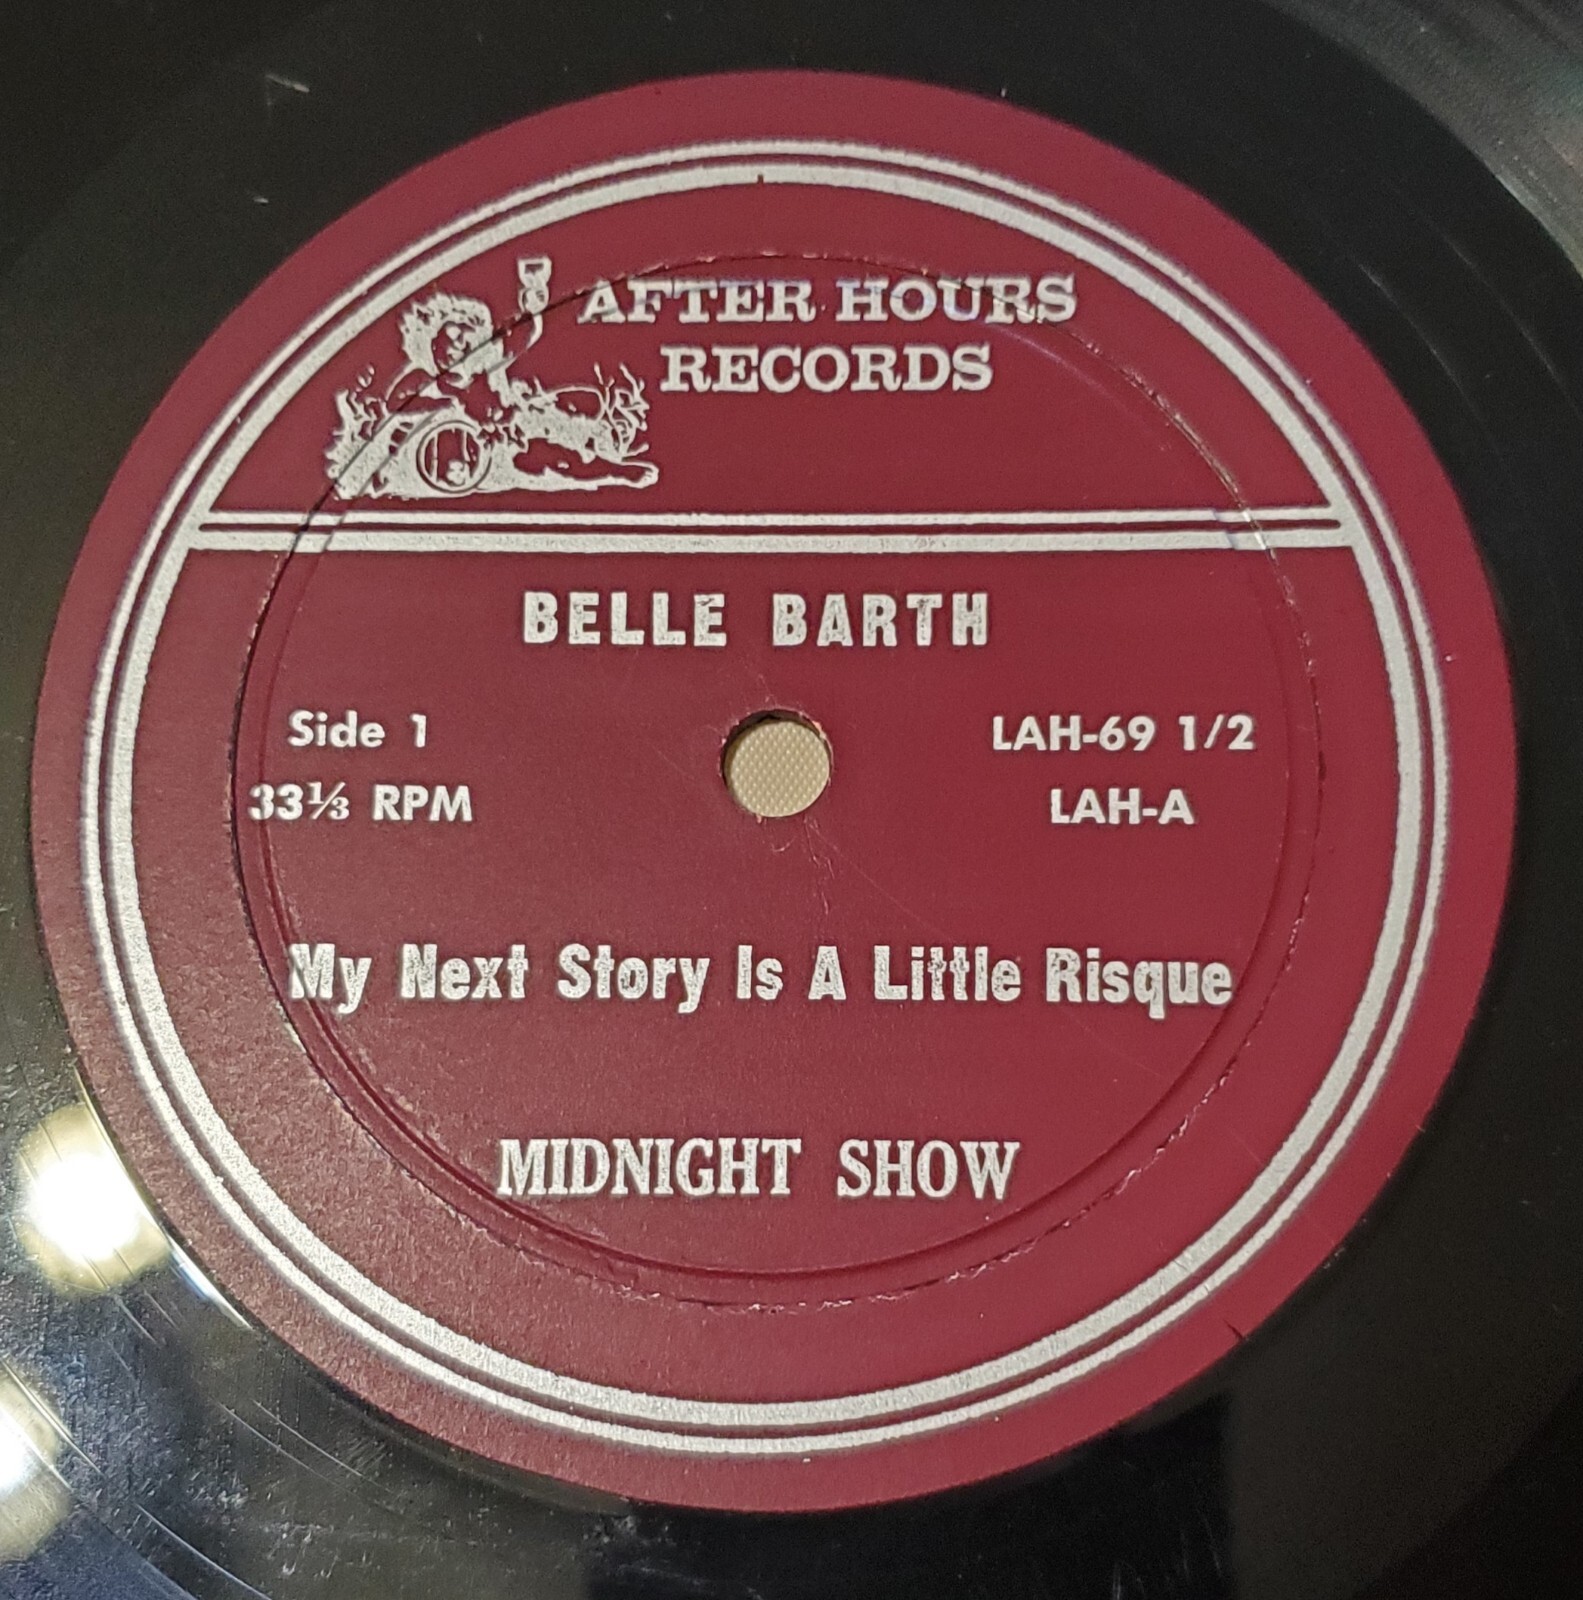 AFTER HOURS
RECORDS
BELLE BARTH
Side 1
LAH-69 1/2
33⅓ RPM
LAH-A
My Next Story Is A Little Risque
MIDNIGHT SHOW